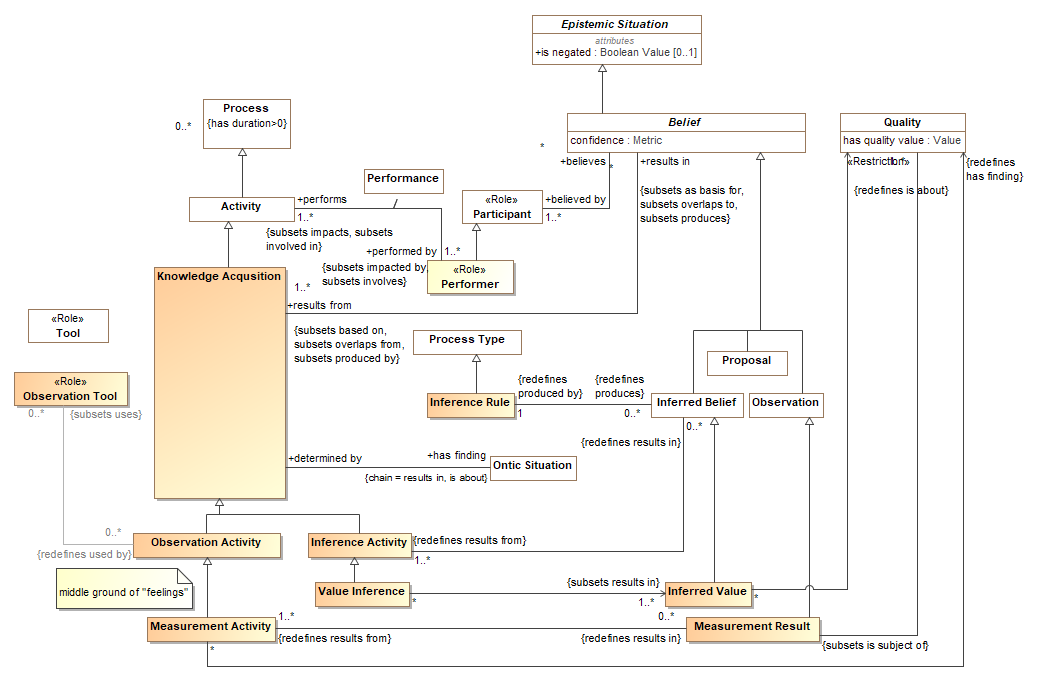 Epistemic Situation
attributes
+is negated : Boolean Value [0..1]
Process
{has duration>0}
0..*
Belief
confidence : Metric
*
Quality
has quality value : Value
+believes
*
+results in
«Restriction»
{redefines
has finding}
{redefines is about}
{subsets as basis for,
subsets overlaps to,
subsets produces}
Performance
Activity
+performs
1..*
«Role»
Participant
+believed by
1..*
{subsets impacts, subsets
involved in}
+performed by
1..*
{subsets impacted by,
subsets involves}
«Role»
Performer
Knowledge Acqusition
1..*
+results from
{subsets based on,
subsets overlaps from,
subsets produced by}
«Role»
Tool
Process Type
Proposal
«Role»
Observation Tool
0..*
{subsets uses}
Inference Rule
{redefines
produced by}
1
{redefines
produces}
0..*
Inferred Belief
Observation
0..*
{redefines results in}
+determined by
+has finding
{chain = results in, is about}
Ontic Situation
0..*
{redefines used by}
Observation Activity
Inference Activity
{redefines results from}
1..*
middle ground of "feelings"
Value Inference
*
{subsets results in}
1..*
Inferred Value
*
Measurement Activity
1..*
{redefines results from}
*
0..*
{redefines results in}
Measurement Result
{subsets is subject of}